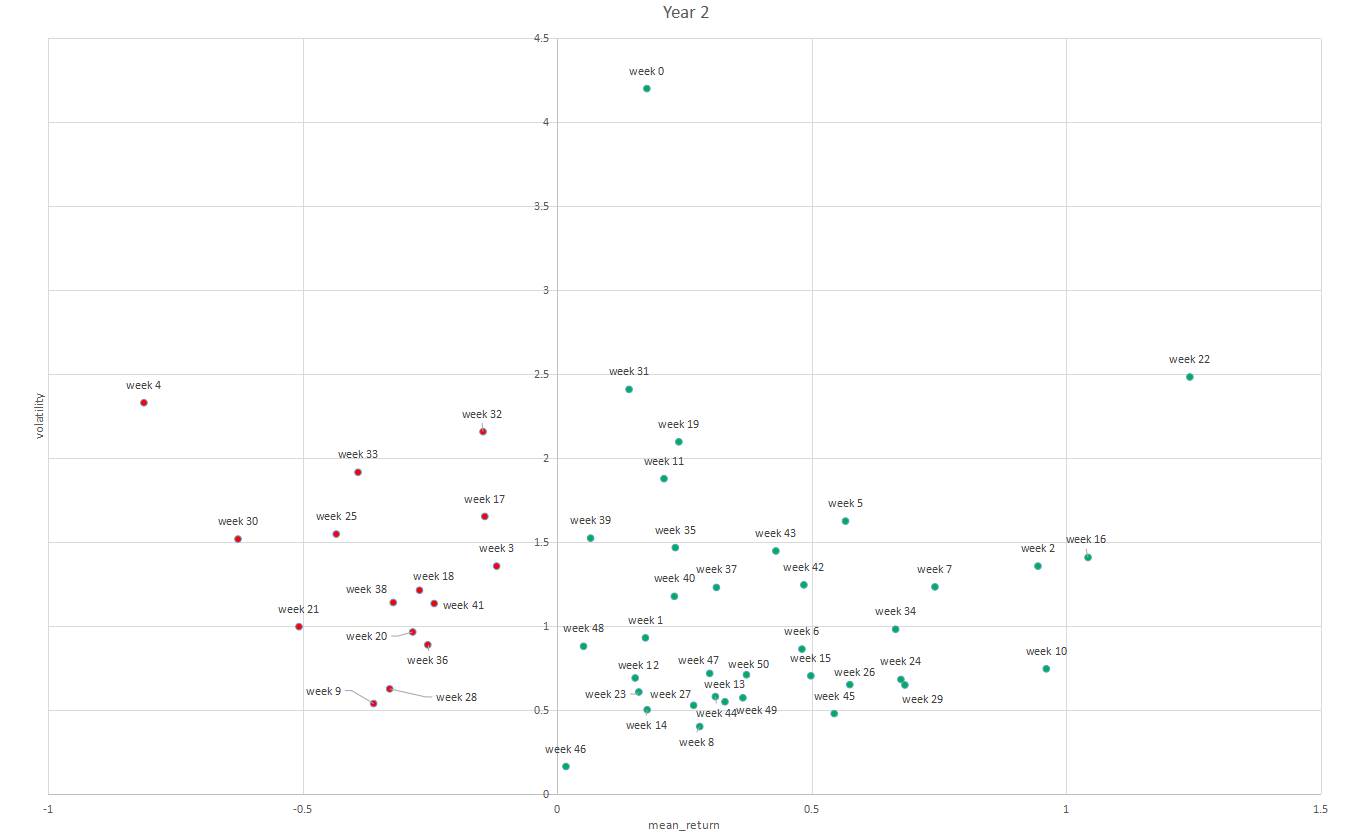 Year 2
4.5
week 0
4
3.5
3
week 22
week 31
2.5
week 4
volatility
week 32
week 19
week 33
2
week 11
week 17
week 5
week 30
week 25
week 39
week 35
week 43
week 16
1.5
week 3
week 37
week 2
week 18
week 40
week 42
week 7
week 38
week 41
week 21
week 34
week 1
1
week 48
week 6
week 20
week 36
week 10
week 12
week 47
week 50
week 15
week 24
week 26
week 13
week 9
week 28
week 23
week 27
week 45
week 29
0.5
week 44
week 49
week 14
week 8
week 46
0
-1
-0.5
0
0.5
1
1.5
mean_return